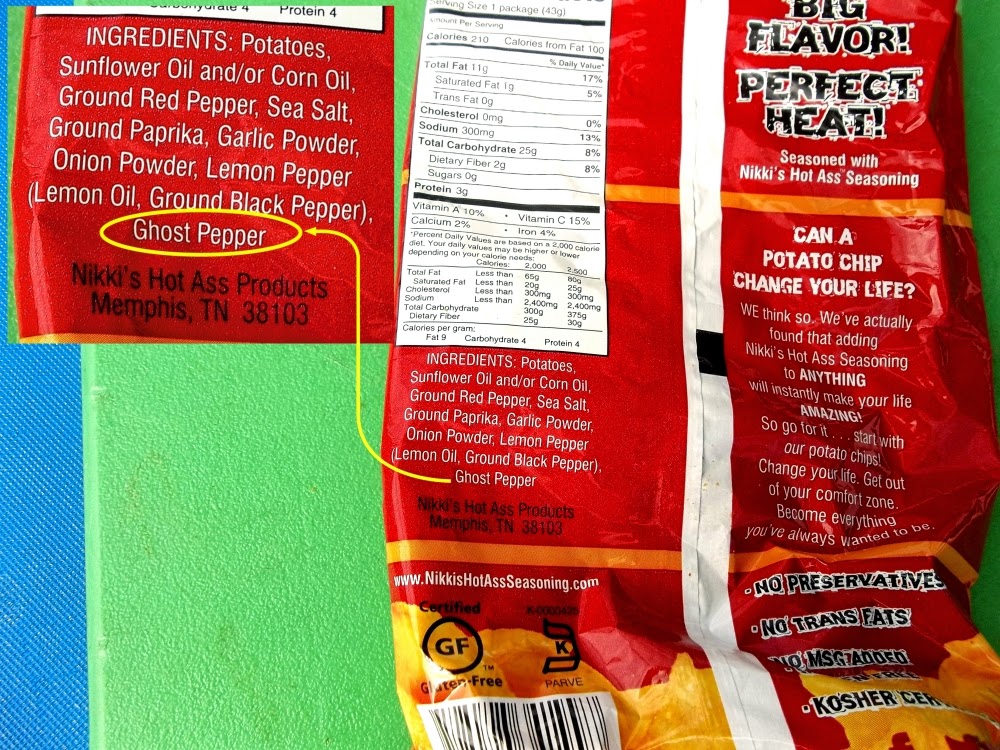 Carbohydrate 4 Protein 4
INGREDIENTS: Potatoes,
Sunflower Oil and/or Corn Oil,
Ground Red Pepper, Sea Salt,
Ground Paprika, Garlic Powder,
Onion Powder, Lemon Pepper
(Lemon Oil, Ground Black Pepper),
Ghost Pepper
Nikki's Hot Ass Products
Memphis, TN 38103
Serving Size 1 package (43g)
Amount Per Serving
Calories 210 Calories from Fat 100
% Daily Value*
Total Fat 11g 17%
Saturated Fat 1g 5%
Trans Fat 0g
Cholesterol 0mg 0%
Sodium 300mg 13%
Total Carbohydrate 25g 8%
Dietary Fiber 2g 8%
Sugars 0g
Protein 3g
Vitamin A 10% • Vitamin C 15%
Calcium 2% • Iron 4%
*Percent Daily Values are based on a 2,000 calorie
diet. Your daily values may be higher or lower
depending on your calorie needs:
Calories: 2,000 2,500
Total Fat Less than 65g 80g
Saturated Fat Less than 20g 25g
Cholesterol Less than 300mg 300mg
Sodium Less than 2,400mg 2,400mg
Total Carbohydrate 300g 375g
Dietary Fiber 25g 30g
Calories per gram:
Fat 9 Carbohydrate 4 Protein 4
INGREDIENTS: Potatoes,
Sunflower Oil and/or Corn Oil,
Ground Red Pepper, Sea Salt,
Ground Paprika, Garlic Powder,
Onion Powder, Lemon Pepper
(Lemon Oil, Ground Black Pepper),
Ghost Pepper
Nikki's Hot Ass Products
Memphis, TN 38103
www.NikkisHotAssSeasoning.com
Certified
GF
TM
Gluten-Free
K
PARVE
BIG
FLAVOR!
PERFECT
HEAT!
Seasoned with
Nikki's Hot Ass Seasoning
CAN A
POTATO CHIP
CHANGE YOUR LIFE?
WE think so. We've actually
found that adding
Nikki's Hot Ass Seasoning
to ANYTHING
will instantly make your life
AMAZING!
So go for it . . . start with
our potato chips!
Change your life. Get out
of your comfort zone.
Become everything
you've always wanted to be.
• NO PRESERVATIVES
• NO TRANS FATS
NO MSG ADDED
• KOSHER